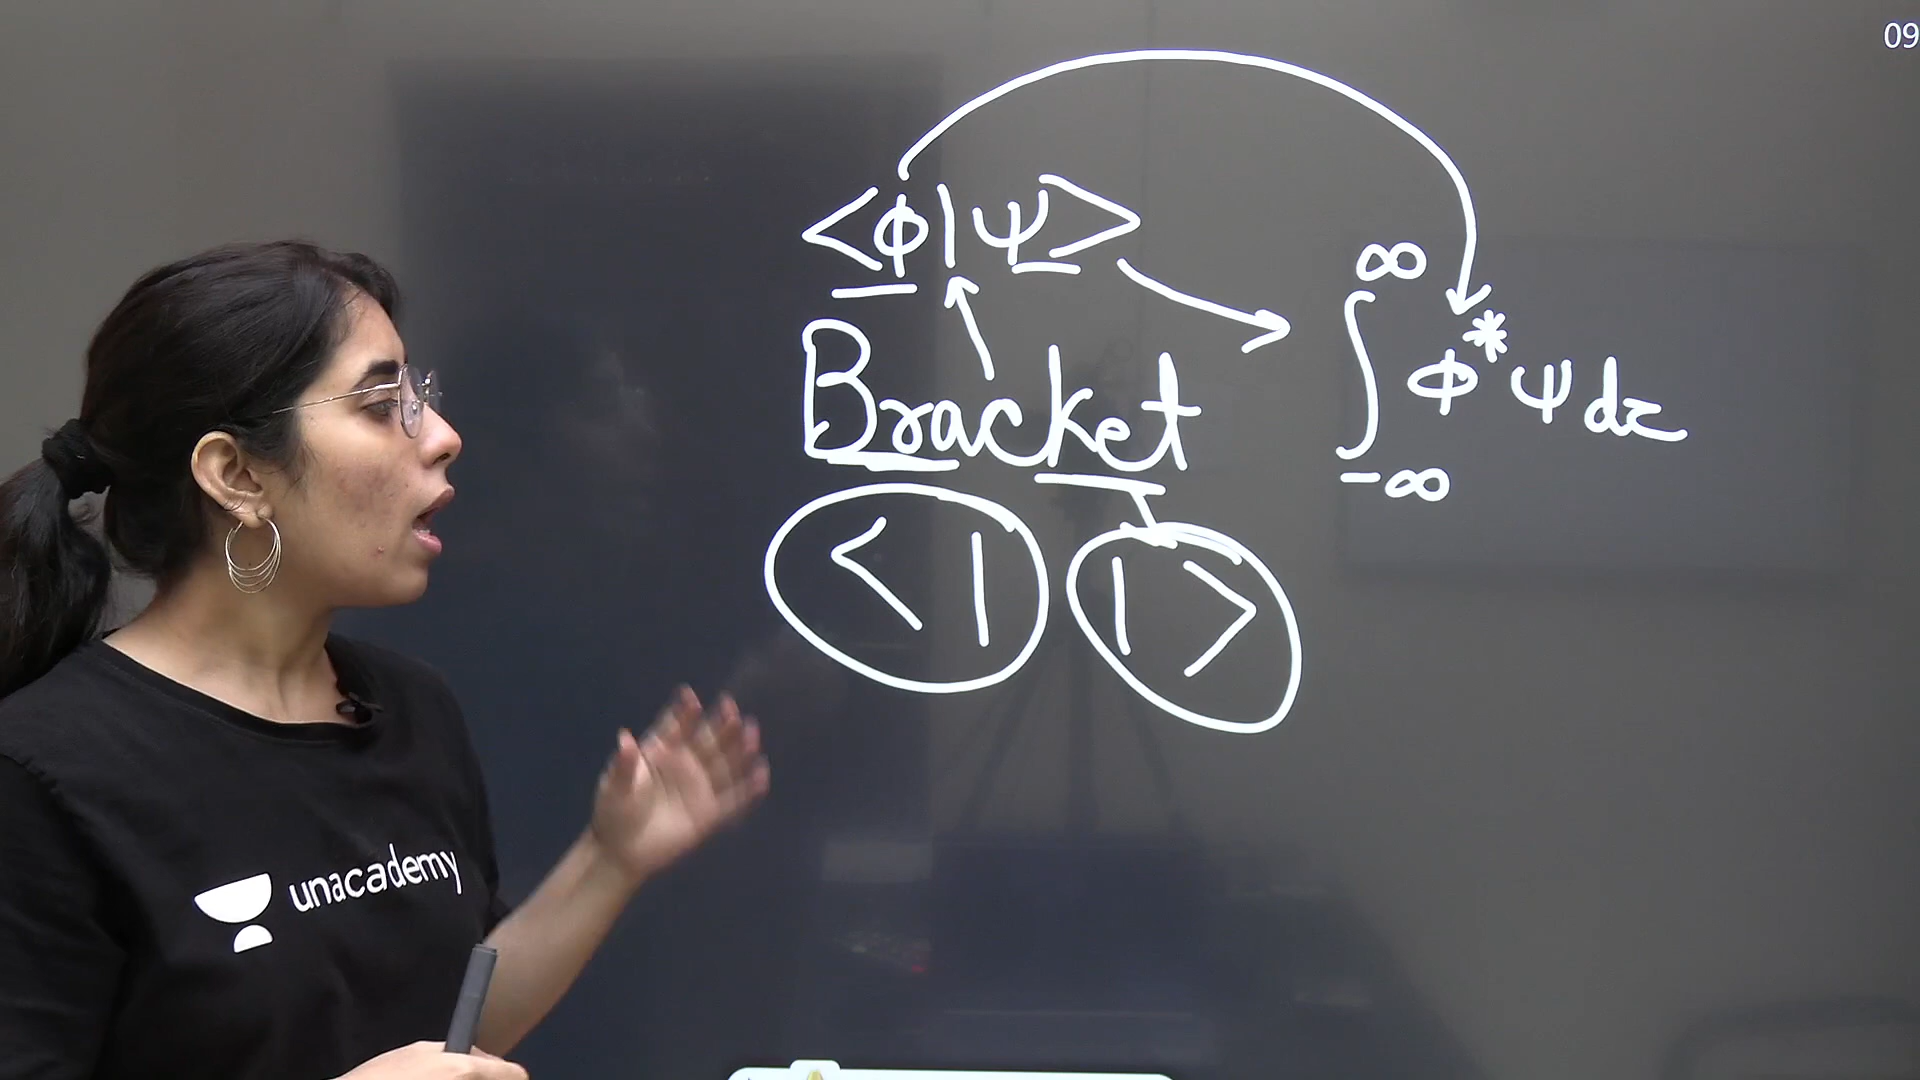 09
<ϕ|ψ>
∞
∫ ϕ* ψ dx
-∞
Bracket
< |
| >
unacademy